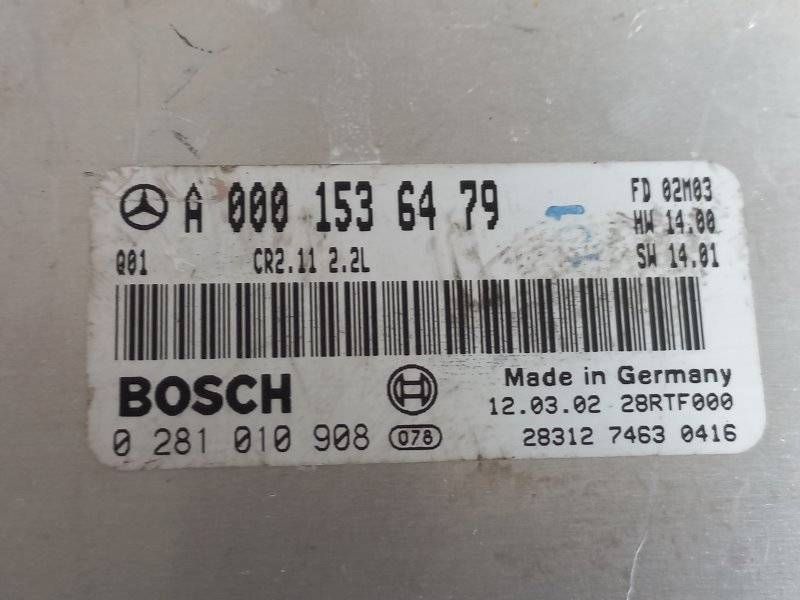 A 000 153 64 79
FD 02M03
HW 14.00
Q01 CR2.11 2.2L
SW 14.01
BOSCH
Made in Germany
12.03.02 28RTF000
0 281 010 908 078
28312 7463 0416